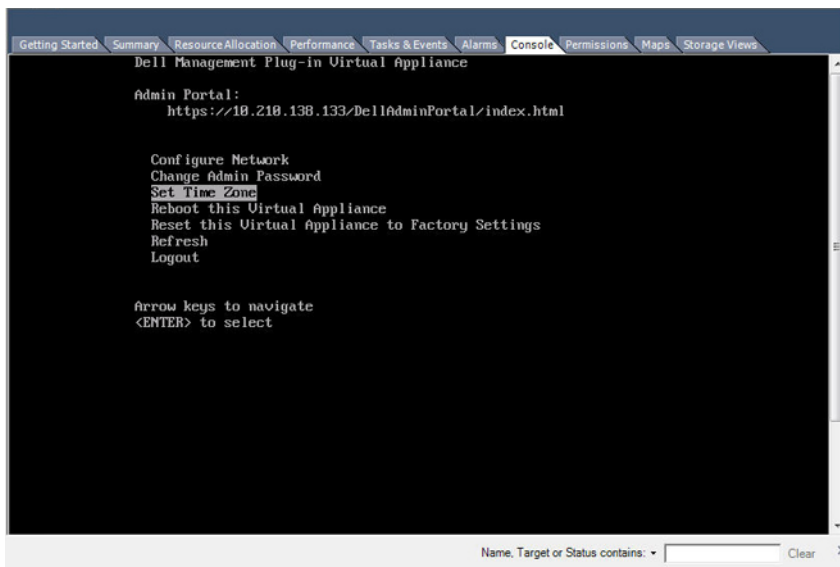 Getting Started Summary Resource Allocation Performance Tasks & Events Alarms Console Permissions Maps Storage Views
Dell Management Plug-in Virtual Appliance
Admin Portal:
https://10.210.138.133/DellAdminPortal/index.html
Configure Network
Change Admin Password
Set Time Zone
Reboot this Virtual Appliance
Reset this Virtual Appliance to Factory Settings
Refresh
Logout
Arrow keys to navigate
<ENTER> to select
Name, Target or Status contains: Clear